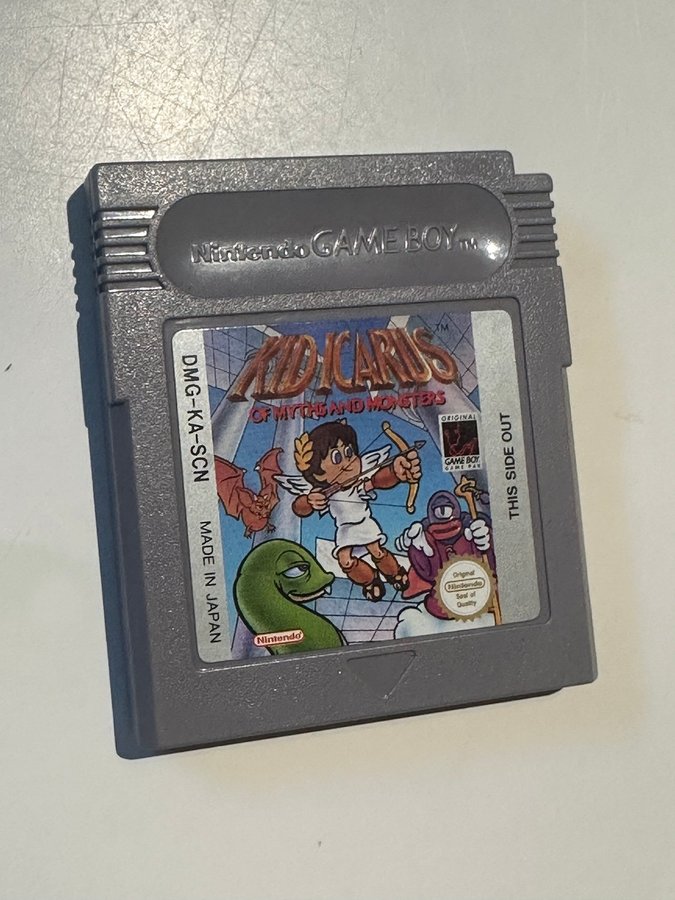 Nintendo GAME BOY TM
KID ICARUS TM
OF MYTHS AND MONSTERS
DMG-KA-SCN
MADE IN JAPAN
ORIGINAL
GAME BOY
GAME PAK
THIS SIDE OUT
Original
Nintendo
Seal of
Quality
Nintendo